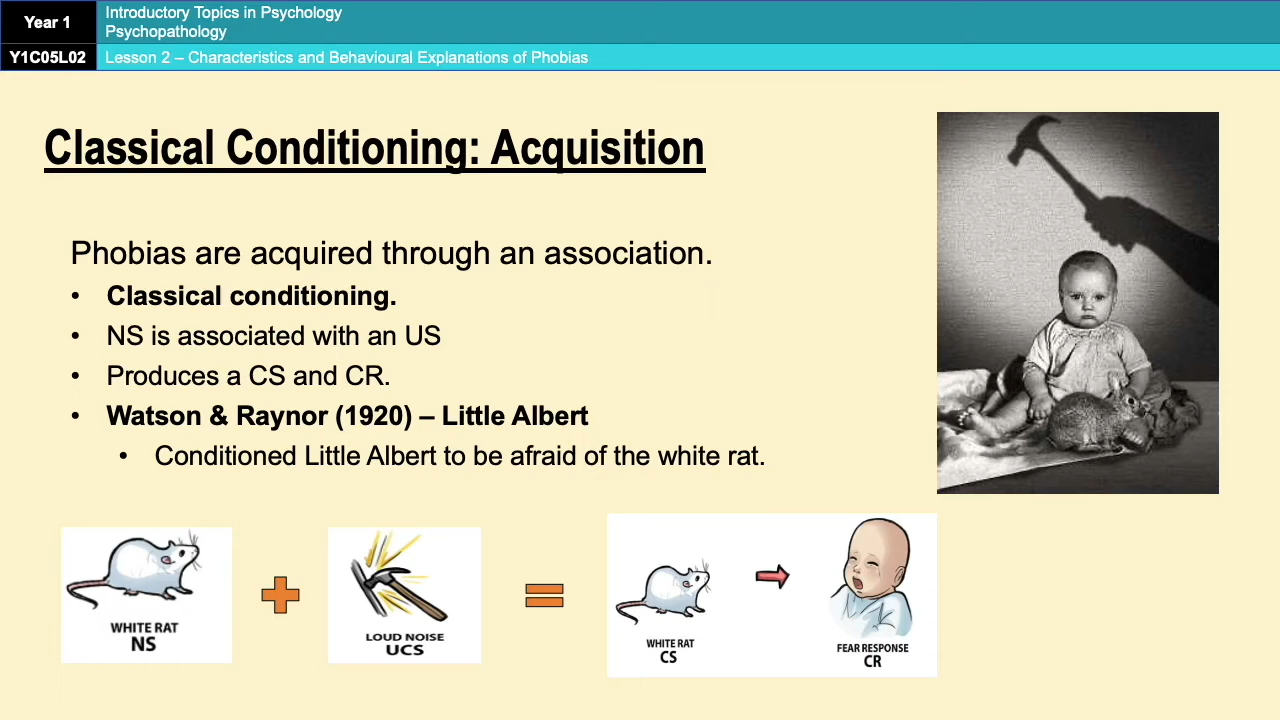 Year 1
Introductory Topics in Psychology
Psychopathology
Y1C05L02
Lesson 2 – Characteristics and Behavioural Explanations of Phobias
Classical Conditioning: Acquisition
Phobias are acquired through an association.
• Classical conditioning.
• NS is associated with an US
• Produces a CS and CR.
• Watson & Raynor (1920) – Little Albert
• Conditioned Little Albert to be afraid of the white rat.
WHITE RAT
NS
LOUD NOISE
UCS
WHITE RAT
CS
FEAR RESPONSE
CR